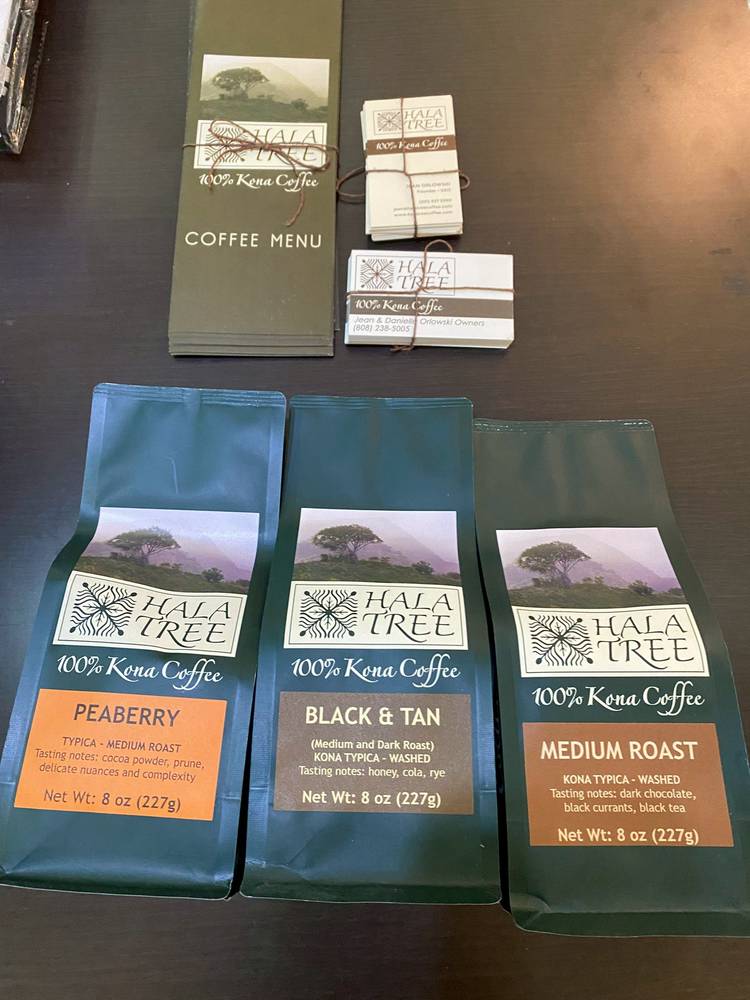 HALA
TREE
100% Kona Coffee
COFFEE MENU
HALA
TREE
100% Kona Coffee
ORLOWSKI
HALA
TREE
100% Kona Coffee
Jean & Danielle Orlowski Owners
(808) 238-5005
HALA
TREE
100% Kona Coffee
PEABERRY
TYPICA - MEDIUM ROAST
Tasting notes: cocoa powder, prune,
delicate nuances and complexity
Net Wt: 8 oz (227g)
HALA
TREE
100% Kona Coffee
BLACK & TAN
(Medium and Dark Roast)
KONA TYPICA - WASHED
Tasting notes: honey, cola, rye
Net Wt: 8 oz (227g)
HALA
TREE
100% Kona Coffee
MEDIUM ROAST
KONA TYPICA - WASHED
Tasting notes: dark chocolate,
black currants, black tea
Net Wt: 8 oz (227g)